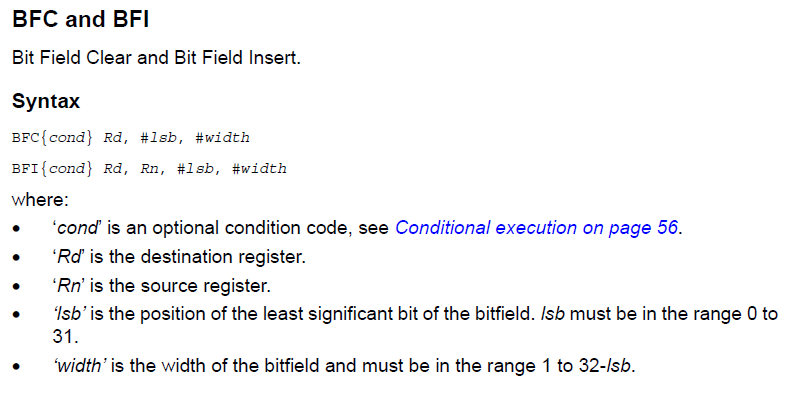 BFC and BFI
Bit Field Clear and Bit Field Insert.
Syntax
BFC{cond} Rd, #lsb, #width
BFI{cond} Rd, Rn, #lsb, #width
where:
• ‘cond’ is an optional condition code, see Conditional execution on page 56.
• ‘Rd’ is the destination register.
• ‘Rn’ is the source register.
• ‘lsb’ is the position of the least significant bit of the bitfield. lsb must be in the range 0 to
31.
• ‘width’ is the width of the bitfield and must be in the range 1 to 32-lsb.